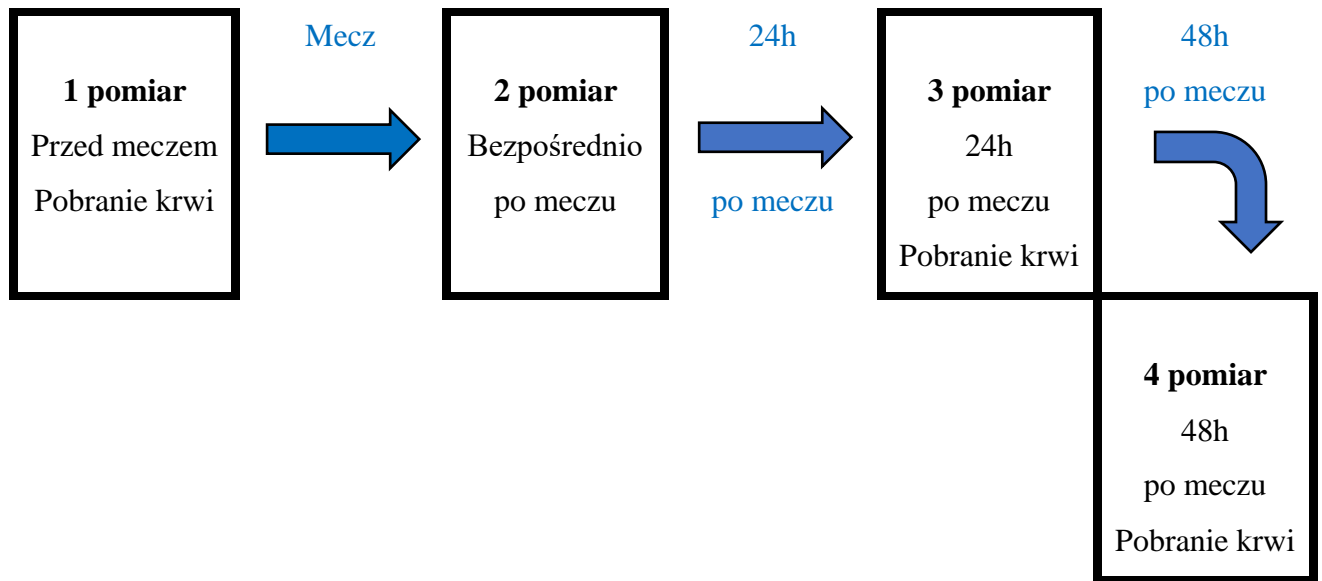 1 pomiar
Przed meczem
Pobranie krwi
Mecz
2 pomiar
Bezpośrednio
po meczu
24h
po meczu
3 pomiar
24h
po meczu
Pobranie krwi
48h
po meczu
4 pomiar
48h
po meczu
Pobranie krwi